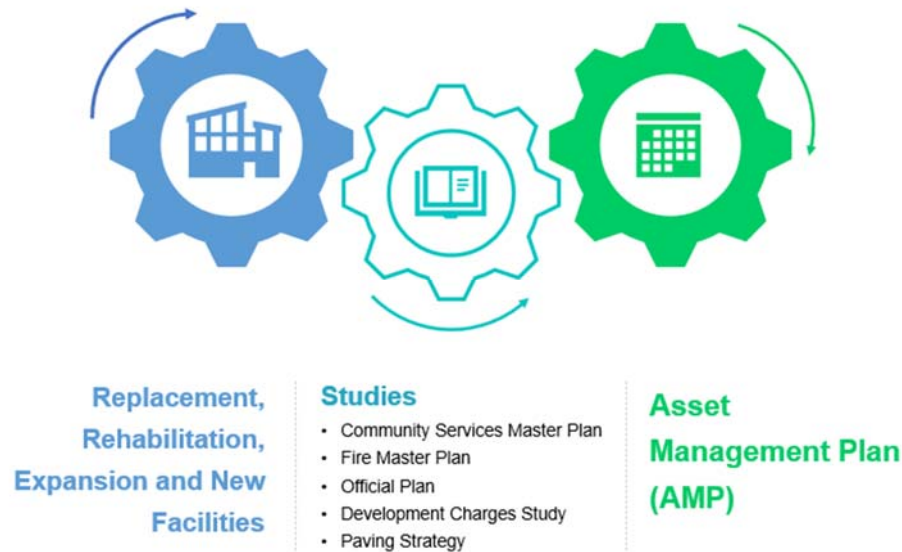 Replacement,
Rehabilitation,
Expansion and New
Facilities
Studies
• Community Services Master Plan
• Fire Master Plan
• Official Plan
• Development Charges Study
• Paving Strategy
Asset
Management Plan
(AMP)